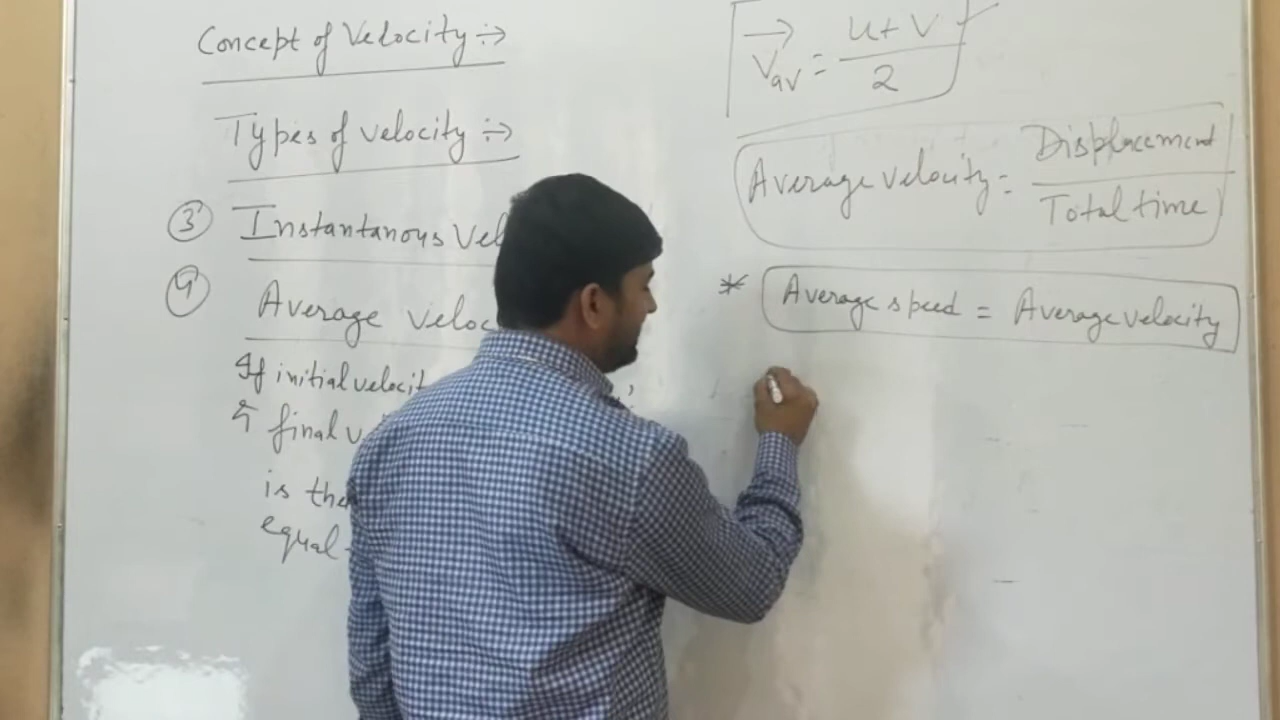 Concept of Velocity :->
Types of velocity :->
③ Instantanous Vel
④ Average veloc
If initial velocit
& final v
is the
equal
V⃗av = u+v/2
Average velocity = Displacement/Total time
* Average speed = Average velocity